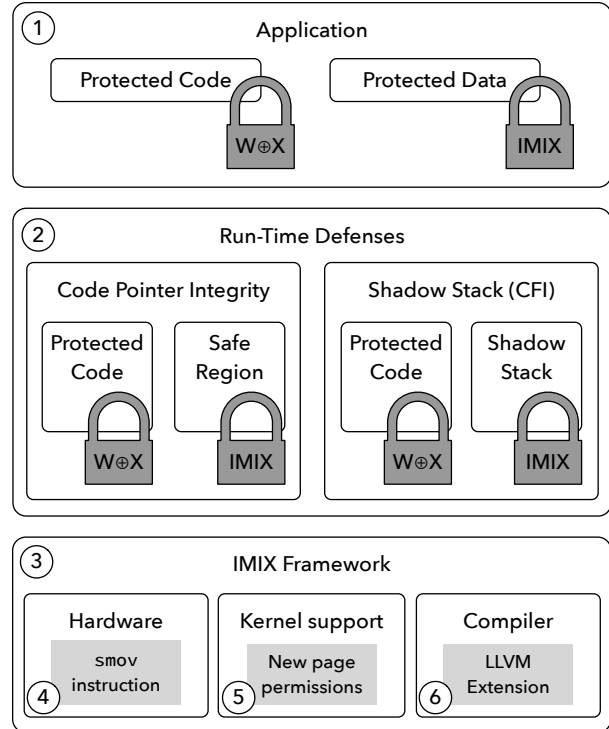 1
Application
Protected Code
Protected Data
W⊕X
IMIX
2
Run-Time Defenses
Code Pointer Integrity
Shadow Stack (CFI)
Protected
Code
Safe
Region
Protected
Code
Shadow
Stack
W⊕X
IMIX
W⊕X
IMIX
3
IMIX Framework
Hardware
Kernel support
Compiler
smov
instruction
New page
permissions
LLVM
Extension
4
5
6